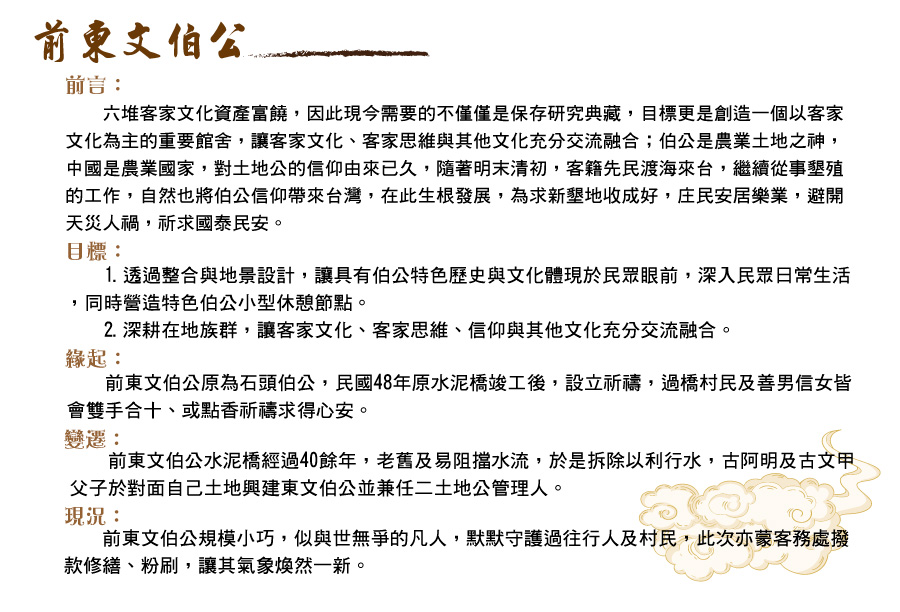 前東文伯公
前言：
六堆客家文化資產富饒，因此現今需要的不僅僅是保存研究典藏，目標更是創造一個以客家
文化為主的重要館舍，讓客家文化、客家思維與其他文化充分交流融合；伯公是農業土地之神，
中國是農業國家，對土地公的信仰由來已久，隨著明末清初，客籍先民渡海來台，繼續從事墾殖
的工作，自然也將伯公信仰帶來台灣，在此生根發展，為求新墾地收成好，庄民安居樂業，避開
天災人禍，祈求國泰民安。
目標：
1. 透過整合與地景設計，讓具有伯公特色歷史與文化體現於民眾眼前，深入民眾日常生活
，同時營造特色伯公小型休憩節點。
2. 深耕在地族群，讓客家文化、客家思維、信仰與其他文化充分交流融合。
緣起：
前東文伯公原為石頭伯公，民國48年原水泥橋竣工後，設立祈禱，過橋村民及善男信女皆
會雙手合十、或點香祈禱求得心安。
變遷：
前東文伯公水泥橋經過40餘年，老舊及易阻擋水流，於是拆除以利行水，古阿明及古文甲
父子於對面自己土地興建東文伯公並兼任二土地公管理人。
現況：
前東文伯公規模小巧，似與世無爭的凡人，默默守護過往行人及村民，此次亦蒙客務處撥
款修繕、粉刷，讓其氣象煥然一新。